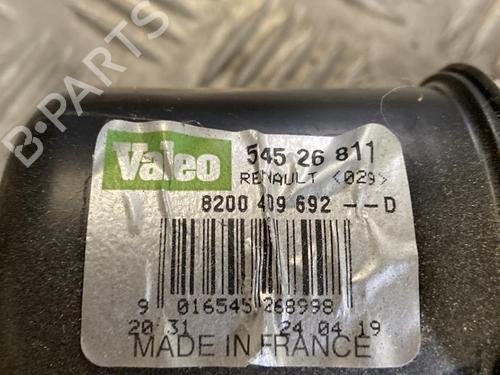 B-PARTS
Valeo 545 26 811
RENAULT <029>
8200 409 692 --D
9 016545 268998
20 31 24 04 19
MADE IN FRANCE